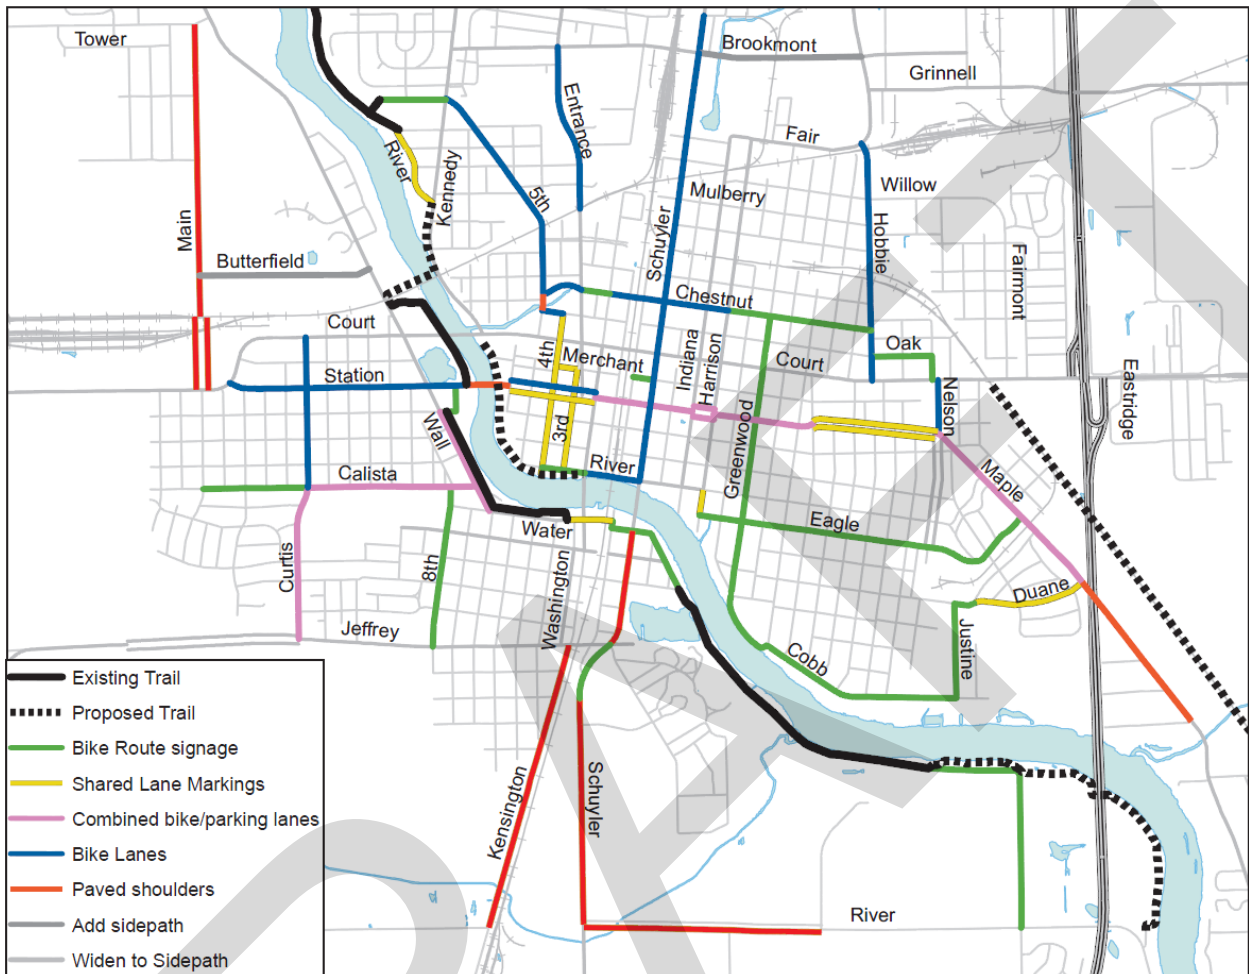 Tower
Brookmont
Grinnell
Entrance
Fair
River
Kennedy
5th
Mulberry
Willow
Main
Schuyler
Hobbie
Fairmont
Butterfield
Chestnut
Court
4th
Merchant
Indiana
Harrison
Court
Oak
Station
Nelson
Eastridge
Wall
3rd
Greenwood
River
Calista
Maple
Eagle
Water
Curtis
8th
Washington
Duane
Jeffrey
Justine
Cobb
Kensington
Schuyler
River
Existing Trail
Proposed Trail
Bike Route signage
Shared Lane Markings
Combined bike/parking lanes
Bike Lanes
Paved shoulders
Add sidepath
Widen to Sidepath